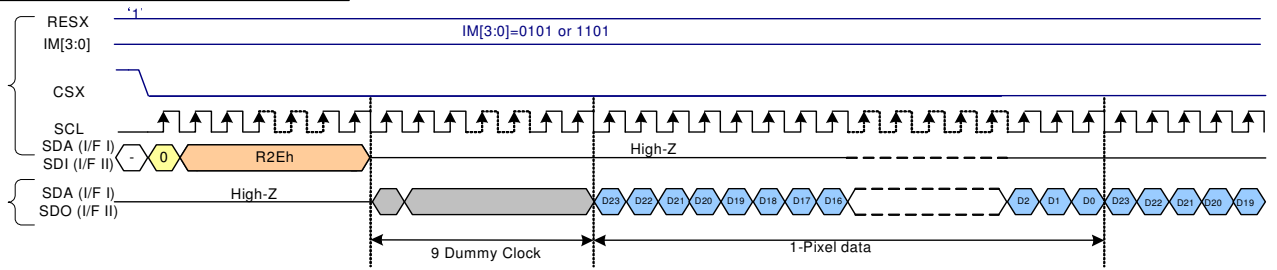 RESX '1'
IM[3:0] IM[3:0]=0101 or 1101
CSX
SCL
SDA (I/F I)
SDI (I/F II) - 0 R2Eh High-Z
SDA (I/F I)
SDO (I/F II) High-Z D23 D22 D21 D20 D19 D18 D17 D16 D2 D1 D0 D23 D22 D21 D20 D19
9 Dummy Clock 1-Pixel data